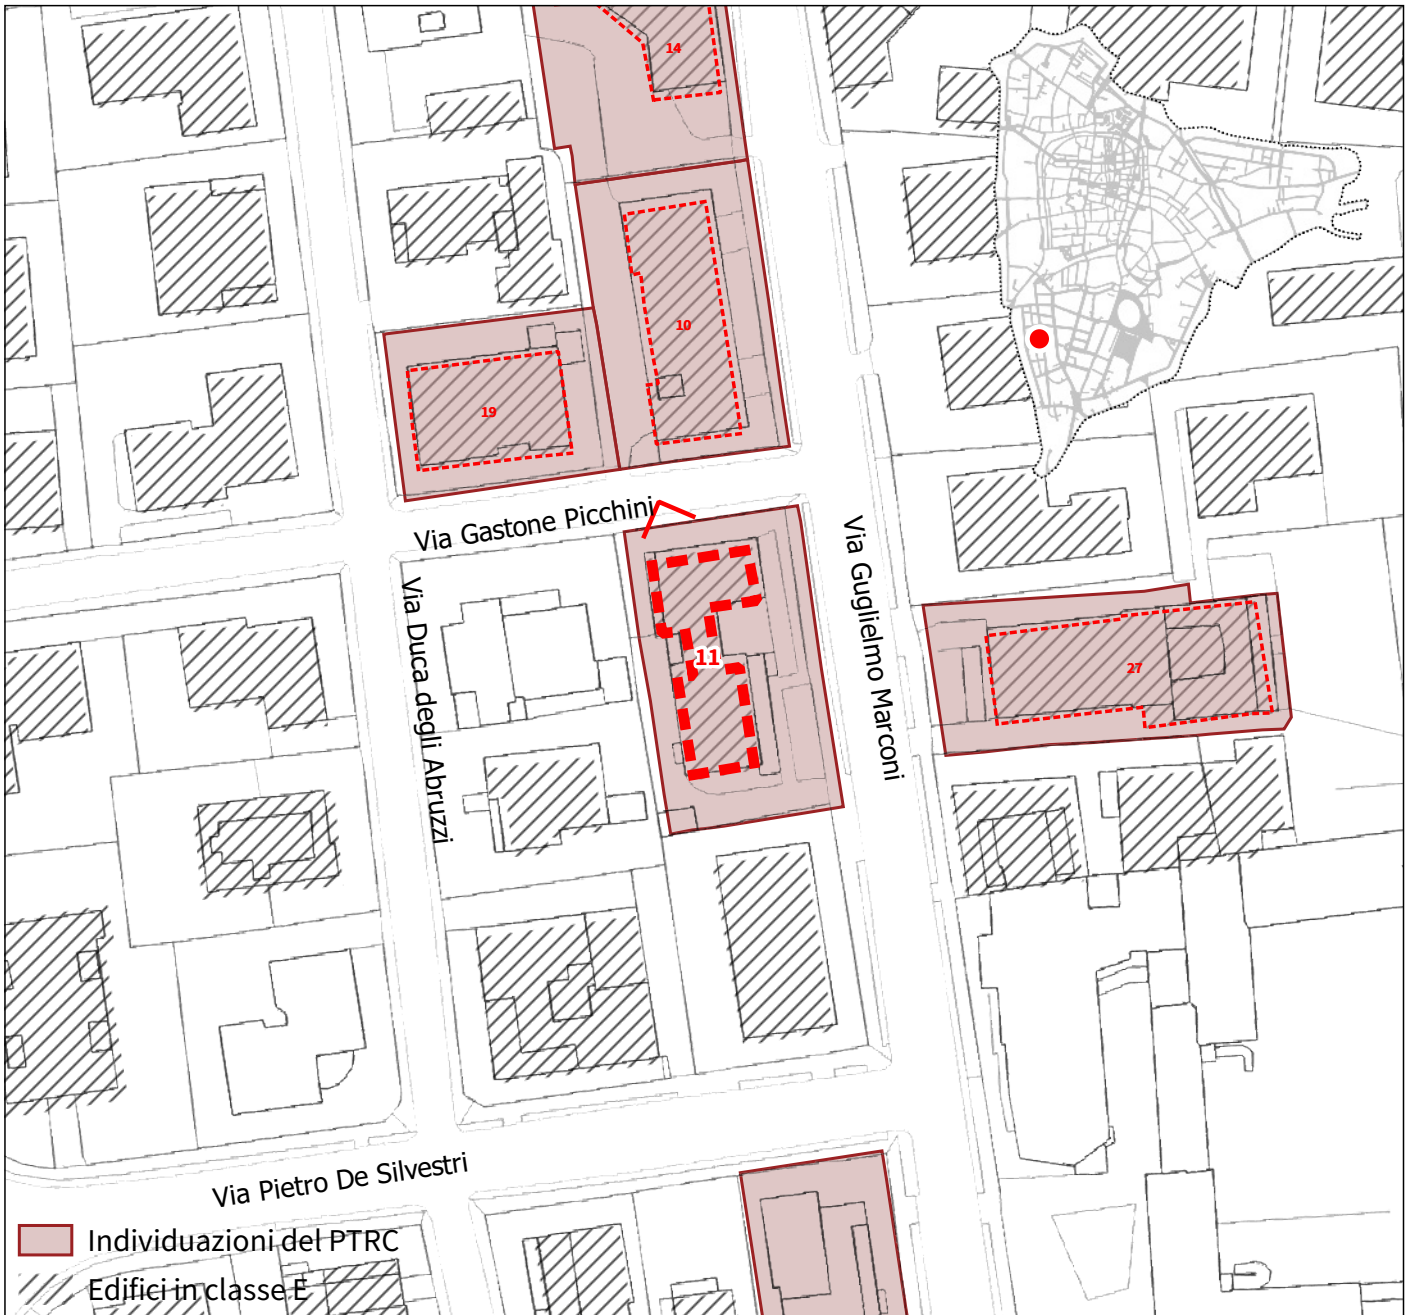 14
10
19
Via Gastone Picchini
Via Duca degli Abruzzi
Via Guglielmo Marconi
11
27
Via Pietro De Silvestri
Individuazioni del PTRC
Edifici in classe E